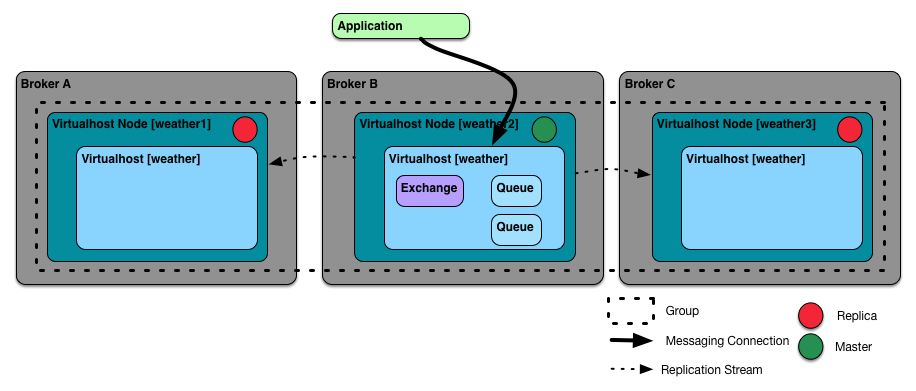 Application
Broker A
Broker B
Broker C
Virtualhost Node [weather1]
Virtualhost Node [weather2]
Virtualhost Node [weather3]
Virtualhost [weather]
Virtualhost [weather]
Virtualhost [weather]
Exchange
Queue
Queue
Group
Replica
Messaging Connection
Master
Replication Stream